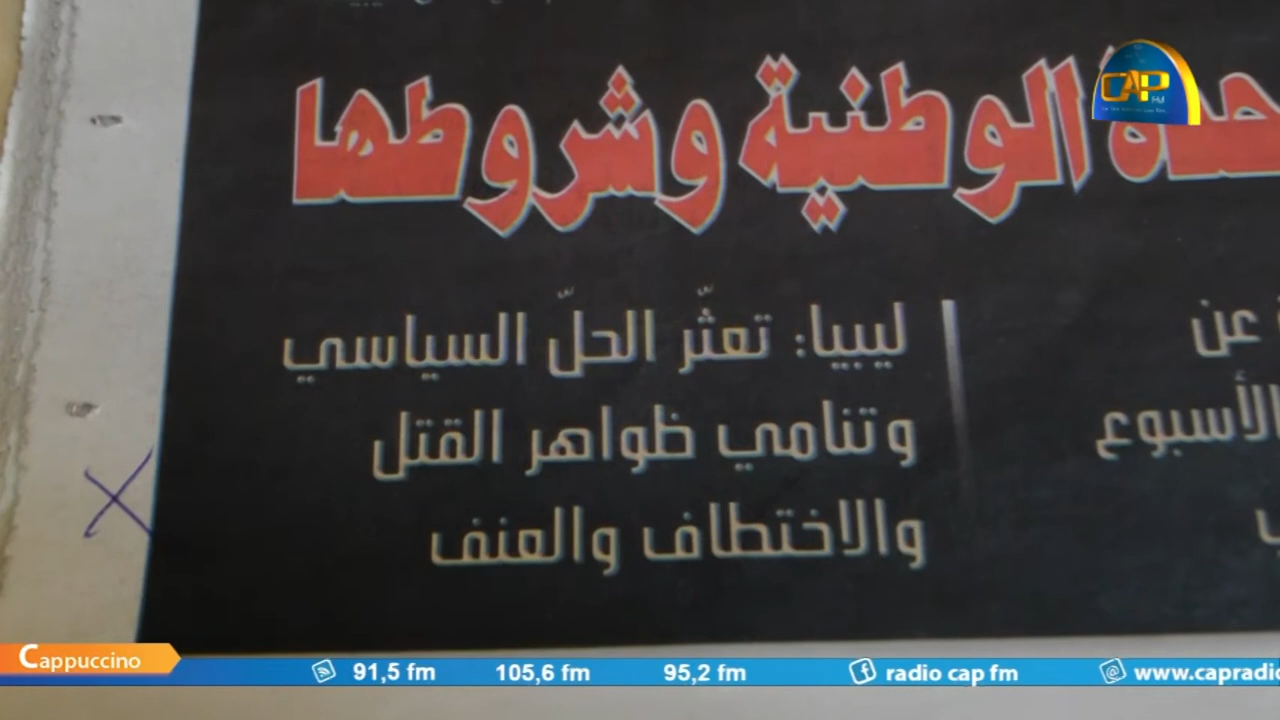 الوطنية وشروطها
ليبيا: تعثّر الحلّ السياسي
وتنامي ظواهر القتل
والاختطاف والعنف
عن
الأسبوع
CAP
FM
Cappuccino
91,5 fm
105,6 fm
95,2 fm
radio cap fm
www.capradio